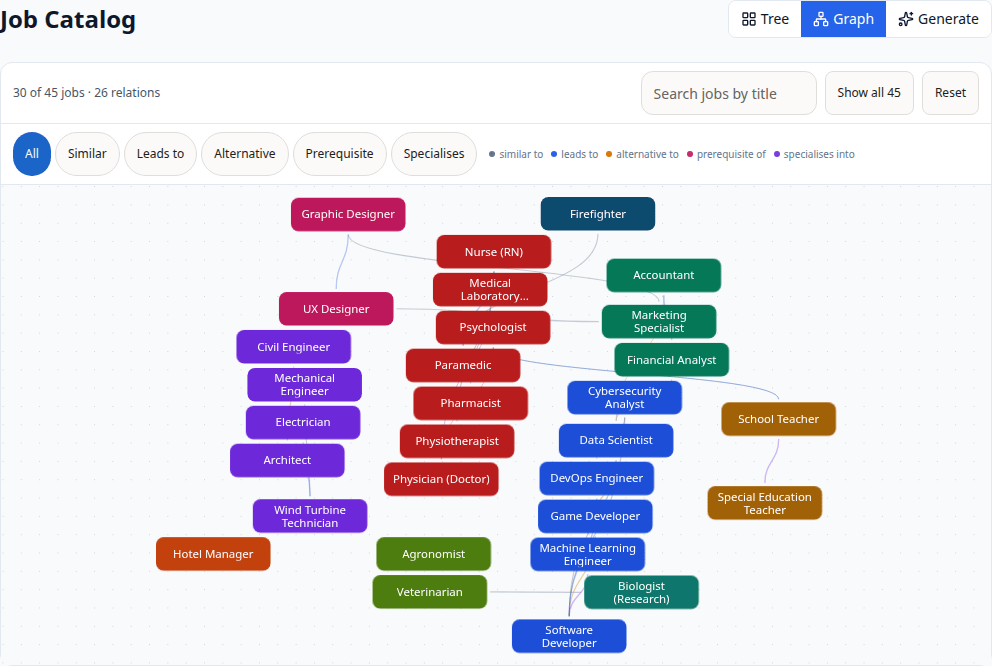 Job Catalog
Tree
Graph
Generate
30 of 45 jobs · 26 relations
Search jobs by title
Show all 45
Reset
All
Similar
Leads to
Alternative
Prerequisite
Specialises
similar to
leads to
alternative to
prerequisite of
specialises into
Graphic Designer
Firefighter
Nurse (RN)
Accountant
Medical
Laboratory...
UX Designer
Marketing
Specialist
Psychologist
Civil Engineer
Financial Analyst
Paramedic
Mechanical
Engineer
Cybersecurity
Analyst
Pharmacist
School Teacher
Electrician
Data Scientist
Physiotherapist
Architect
DevOps Engineer
Physician (Doctor)
Special Education
Teacher
Wind Turbine
Technician
Game Developer
Hotel Manager
Agronomist
Machine Learning
Engineer
Veterinarian
Biologist
(Research)
Software
Developer